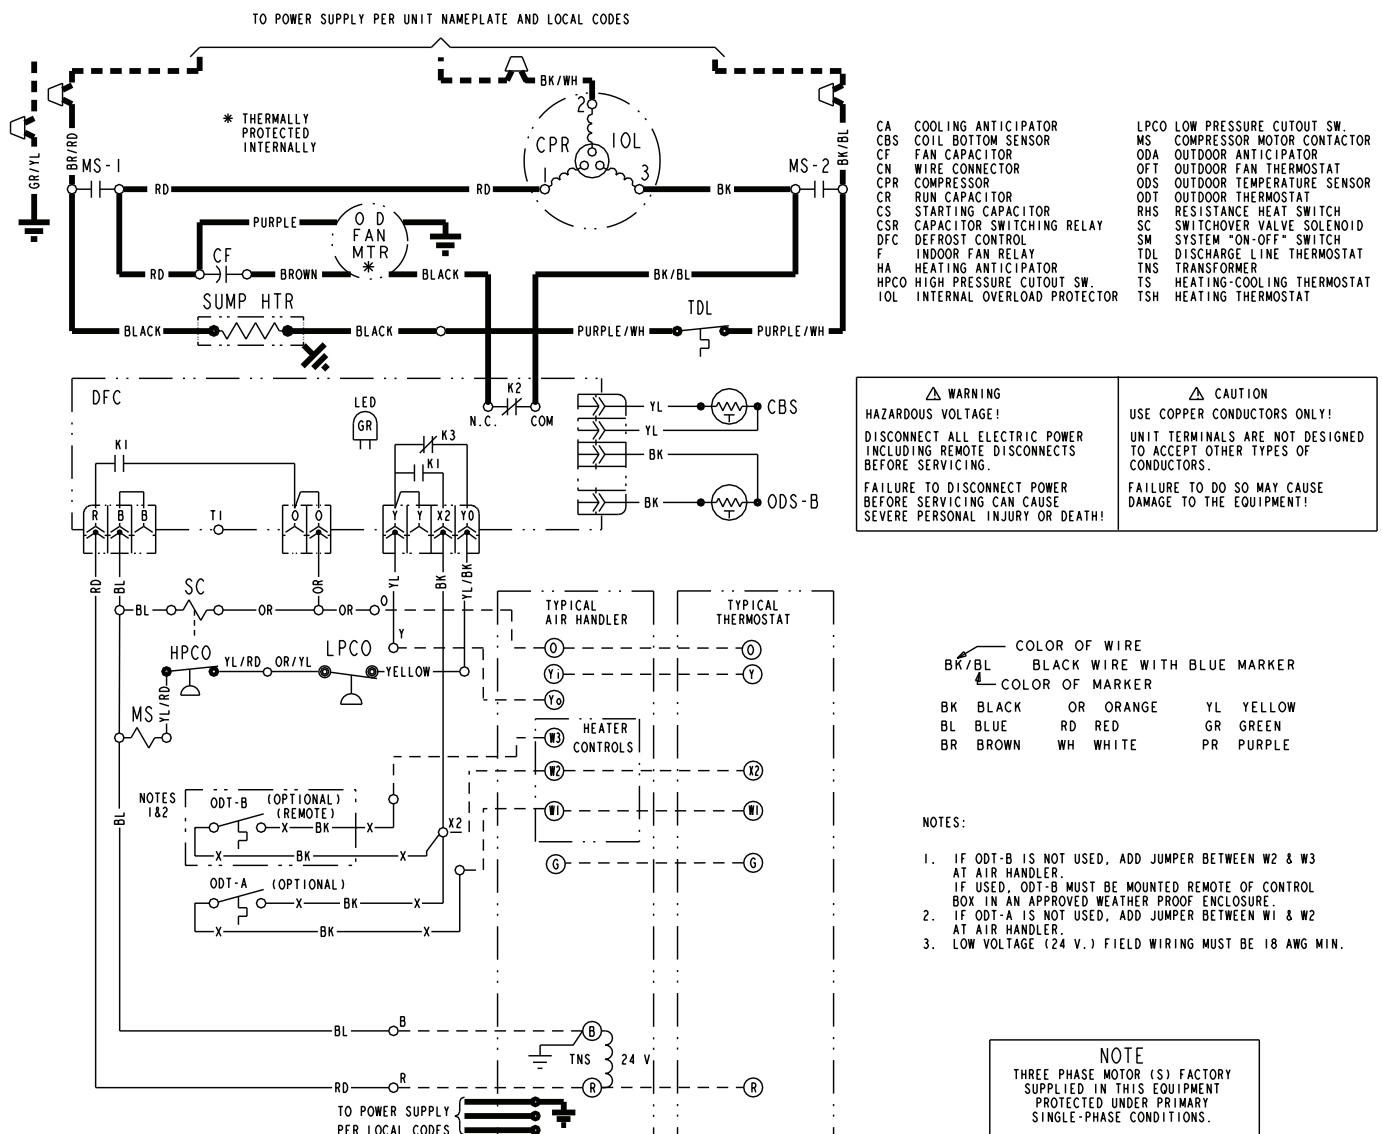 TO POWER SUPPLY PER UNIT NAMEPLATE AND LOCAL CODES
BK/WH
* THERMALLY
PROTECTED
INTERNALLY
GR/YL
BR/RD
MS-1
CPR
IOL
1
2
3
MS-2
BK/BL
RD
RD
BK
PURPLE
O D
FAN
MTR
*
CF
RD
BROWN
BLACK
BK/BL
SUMP HTR
BLACK
BLACK
PURPLE/WH
TDL
PURPLE/WH
CA COOLING ANTICIPATOR
CBS COIL BOTTOM SENSOR
CF FAN CAPACITOR
CN WIRE CONNECTOR
CPR COMPRESSOR
CR RUN CAPACITOR
CS STARTING CAPACITOR
CSR CAPACITOR SWITCHING RELAY
DFC DEFROST CONTROL
F INDOOR FAN RELAY
HA HEATING ANTICIPATOR
HPCO HIGH PRESSURE CUTOUT SW.
IOL INTERNAL OVERLOAD PROTECTOR
LPCO LOW PRESSURE CUTOUT SW.
MS COMPRESSOR MOTOR CONTACTOR
ODA OUTDOOR ANTICIPATOR
OFT OUTDOOR FAN THERMOSTAT
ODS OUTDOOR TEMPERATURE SENSOR
ODT OUTDOOR THERMOSTAT
RHS RESISTANCE HEAT SWITCH
SC SWITCHOVER VALVE SOLENOID
SM SYSTEM "ON-OFF" SWITCH
TDL DISCHARGE LINE THERMOSTAT
TNS TRANSFORMER
TS HEATING-COOLING THERMOSTAT
TSH HEATING THERMOSTAT
DFC
LED
GR
K2
N.C.
COM
YL
CBS
YL
BK
BK
ODS-B
K1
K3
K1
R
B
B
T1
O
O
Y
Y
X2
YO
⚠ WARNING
HAZARDOUS VOLTAGE!
DISCONNECT ALL ELECTRIC POWER
INCLUDING REMOTE DISCONNECTS
BEFORE SERVICING.
FAILURE TO DISCONNECT POWER
BEFORE SERVICING CAN CAUSE
SEVERE PERSONAL INJURY OR DEATH!
⚠ CAUTION
USE COPPER CONDUCTORS ONLY!
UNIT TERMINALS ARE NOT DESIGNED
TO ACCEPT OTHER TYPES OF
CONDUCTORS.
FAILURE TO DO SO MAY CAUSE
DAMAGE TO THE EQUIPMENT!
RD
BL
OR
YL
BK
YL/BK
SC
BL
OR
OR
O
Y
HPCO
YL/RD
OR/YL
LPCO
YELLOW
YL/RD
MS
BL
TYPICAL
AIR HANDLER
O
Yi
Yo
HEATER
CONTROLS
W3
W2
W1
G
TYPICAL
THERMOSTAT
O
Y
X2
W1
G
NOTES
1&2
ODT-B
(OPTIONAL)
(REMOTE)
X
BK
X
X
BK
X
X2
ODT-A
(OPTIONAL)
X
BK
X
X
BK
X
BL
B
B
TNS
24 V
RD
R
R
R
TO POWER SUPPLY
PER LOCAL CODES
COLOR OF WIRE
BK/BL BLACK WIRE WITH BLUE MARKER
COLOR OF MARKER
BK BLACK OR ORANGE YL YELLOW
BL BLUE RD RED GR GREEN
BR BROWN WH WHITE PR PURPLE
NOTES:
1. IF ODT-B IS NOT USED, ADD JUMPER BETWEEN W2 & W3
AT AIR HANDLER.
IF USED, ODT-B MUST BE MOUNTED REMOTE OF CONTROL
BOX IN AN APPROVED WEATHER PROOF ENCLOSURE.
2. IF ODT-A IS NOT USED, ADD JUMPER BETWEEN W1 & W2
AT AIR HANDLER.
3. LOW VOLTAGE (24 V.) FIELD WIRING MUST BE 18 AWG MIN.
NOTE
THREE PHASE MOTOR (S) FACTORY
SUPPLIED IN THIS EQUIPMENT
PROTECTED UNDER PRIMARY
SINGLE-PHASE CONDITIONS.